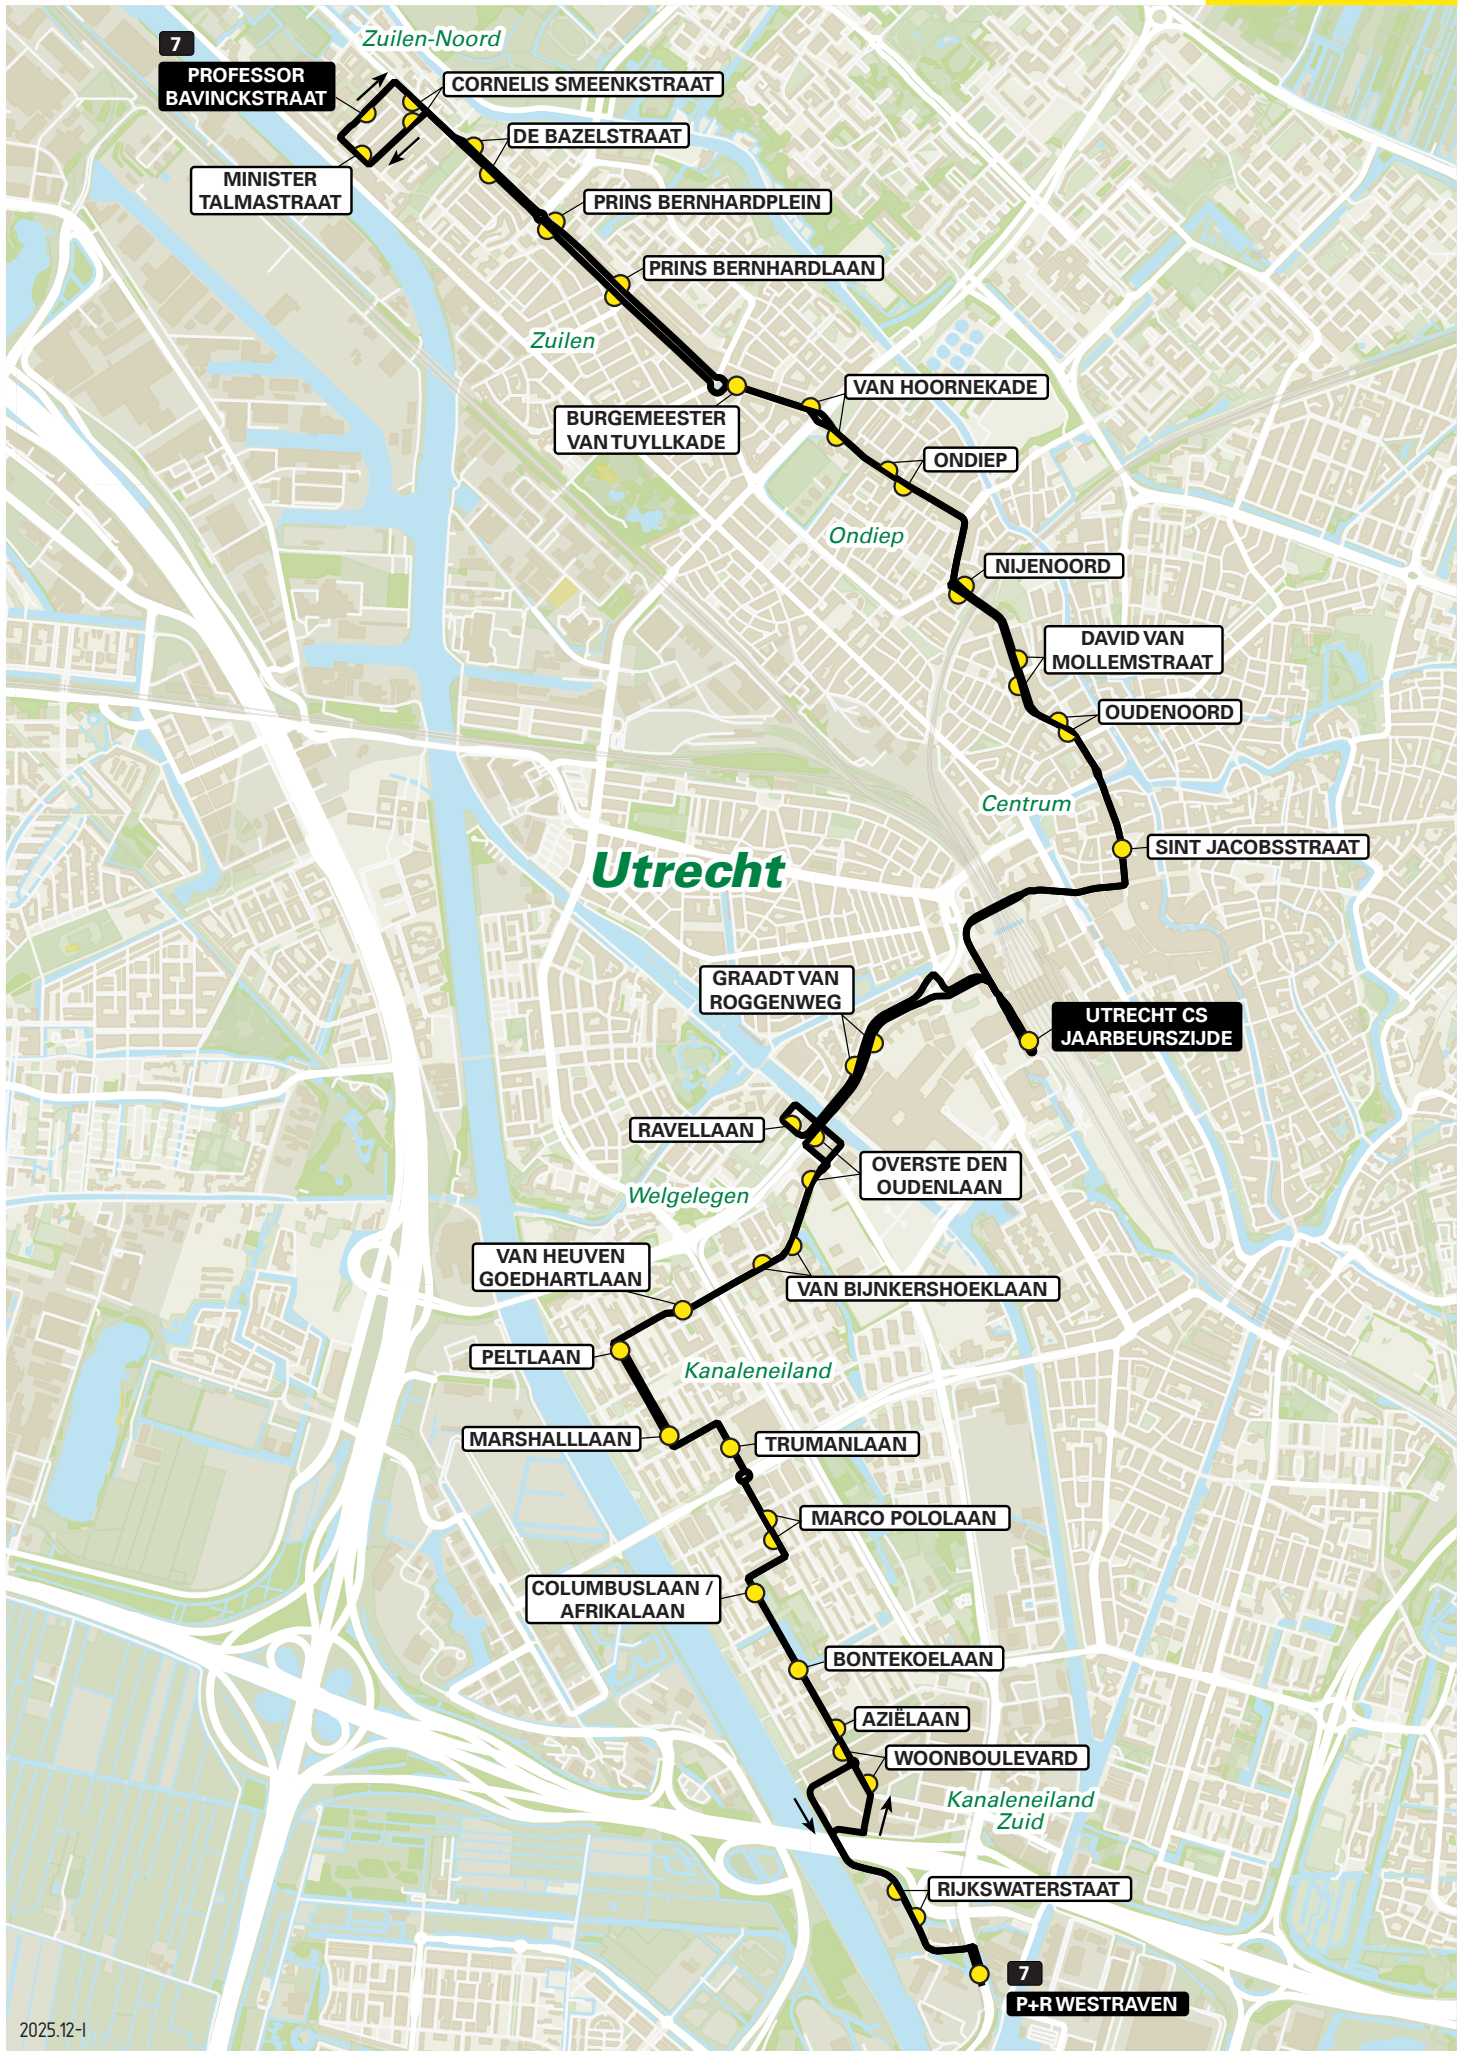 Zuilen-Noord
7
PROFESSOR
BAVINCKSTRAAT
CORNELIS SMEENKSTRAAT
DE BAZELSTRAAT
MINISTER
TALMASTRAAT
PRINS BERNHARDPLEIN
PRINS BERNHARDLAAN
Zuilen
VAN HOORNEKADE
BURGEMEESTER
VAN TUYLLKADE
ONDIEP
Ondiep
NIJENOORD
DAVID VAN
MOLLEMSTRAAT
OUDENOORD
Centrum
SINT JACOBSSTRAAT
Utrecht
GRAADT VAN
ROGGENWEG
UTRECHT CS
JAARBEURSZIJDE
RAVELLAAN
OVERSTE DEN
OUDENLAAN
Welgelegen
VAN HEUVEN
GOEDHARTLAAN
VAN BIJNKERSHOEKLAAN
PELTLAAN
Kanaleneiland
MARSHALLLAAN
TRUMANLAAN
MARCO POLOLAAN
COLUMBUSLAAN /
AFRIKALAAN
BONTEKOELAAN
AZIËLAAN
WOONBOULEVARD
Kanaleneiland
Zuid
RIJKSWATERSTAAT
7
P+R WESTRAVEN
2025.12-I